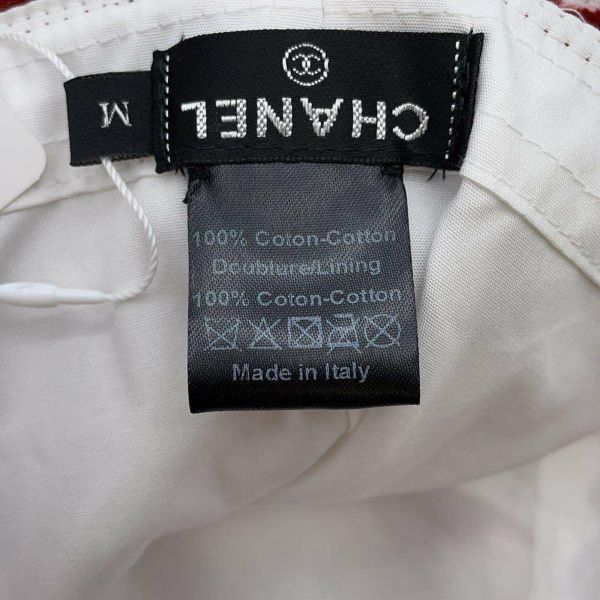 CHANEL
M
100% Coton-Cotton
Doublure/Lining
100% Coton-Cotton
Made in Italy